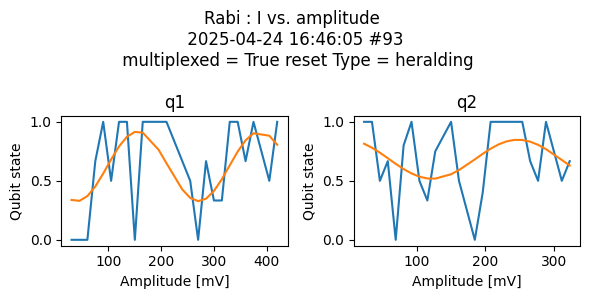 Rabi : I vs. amplitude
2025-04-24 16:46:05 #93
multiplexed = True reset Type = heralding
q1
q2
Qubit state
1.0
0.5
0.0
100
200
300
400
Amplitude [mV]
Qubit state
1.0
0.5
0.0
100
200
300
Amplitude [mV]